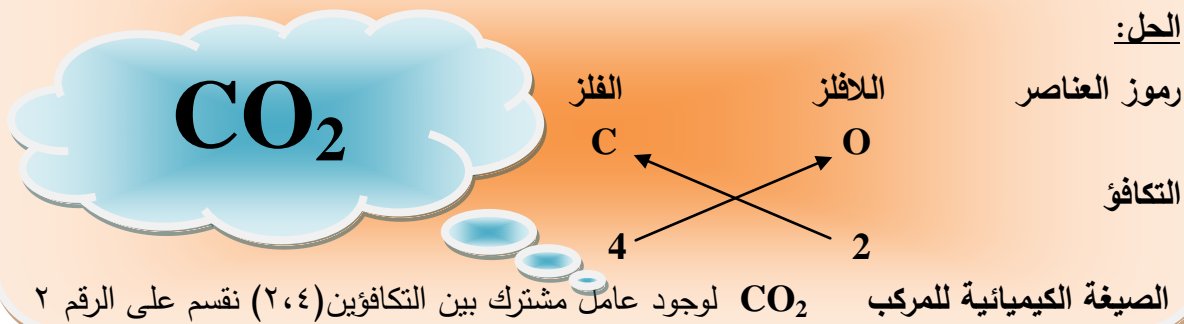 الحل:
رموز العناصر اللافلز الفلز
O C
التكافؤ
2 4
الصيغة الكيميائية للمركب CO₂ لوجود عامل مشترك بين التكافؤين(٢،٤) نقسم على الرقم ٢
CO₂